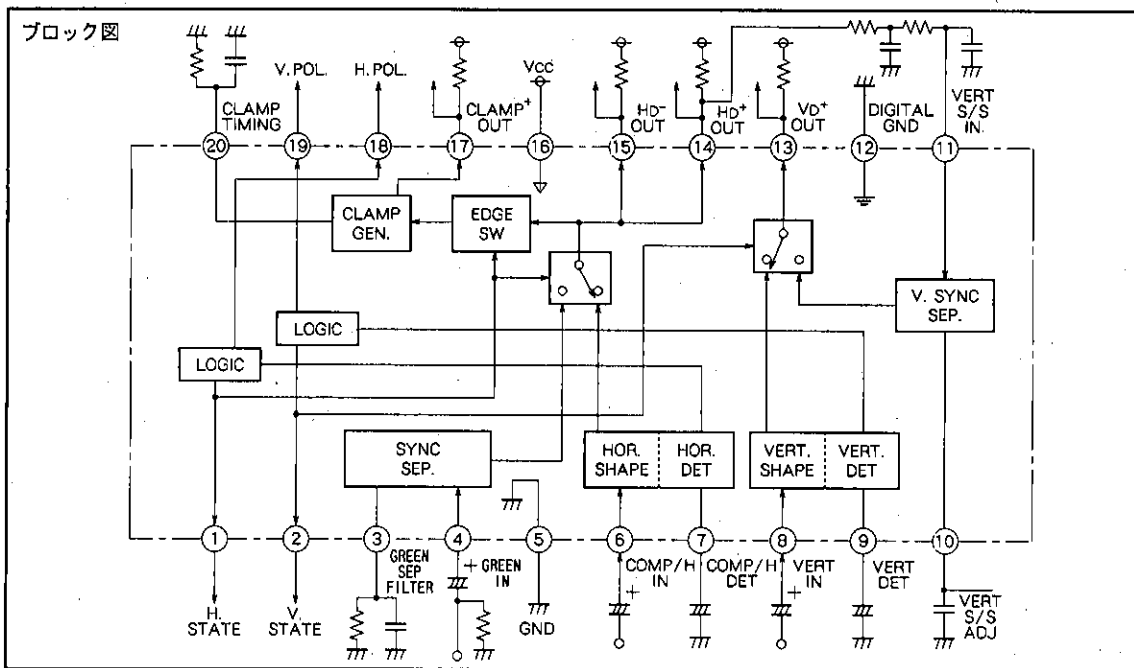 ブロック図
V.POL.
H.POL.
CLAMP
TIMING
CLAMP+
OUT
VCC
HD-
OUT
HD+
OUT
VD+
OUT
DIGITAL
GND
VERT
S/S
IN.
20
19
18
17
16
15
14
13
12
11
CLAMP
GEN.
EDGE
SW
LOGIC
LOGIC
V. SYNC
SEP.
SYNC
SEP.
HOR.
SHAPE
HOR.
DET
VERT.
SHAPE
VERT.
DET
1
2
3
4
5
6
7
8
9
10
H.
STATE
V.
STATE
GREEN
SEP
FILTER
+ GREEN
IN
GND
COMP/H
IN
+
COMP/H
DET
VERT
IN
+
VERT
DET
VERT
S/S
ADJ